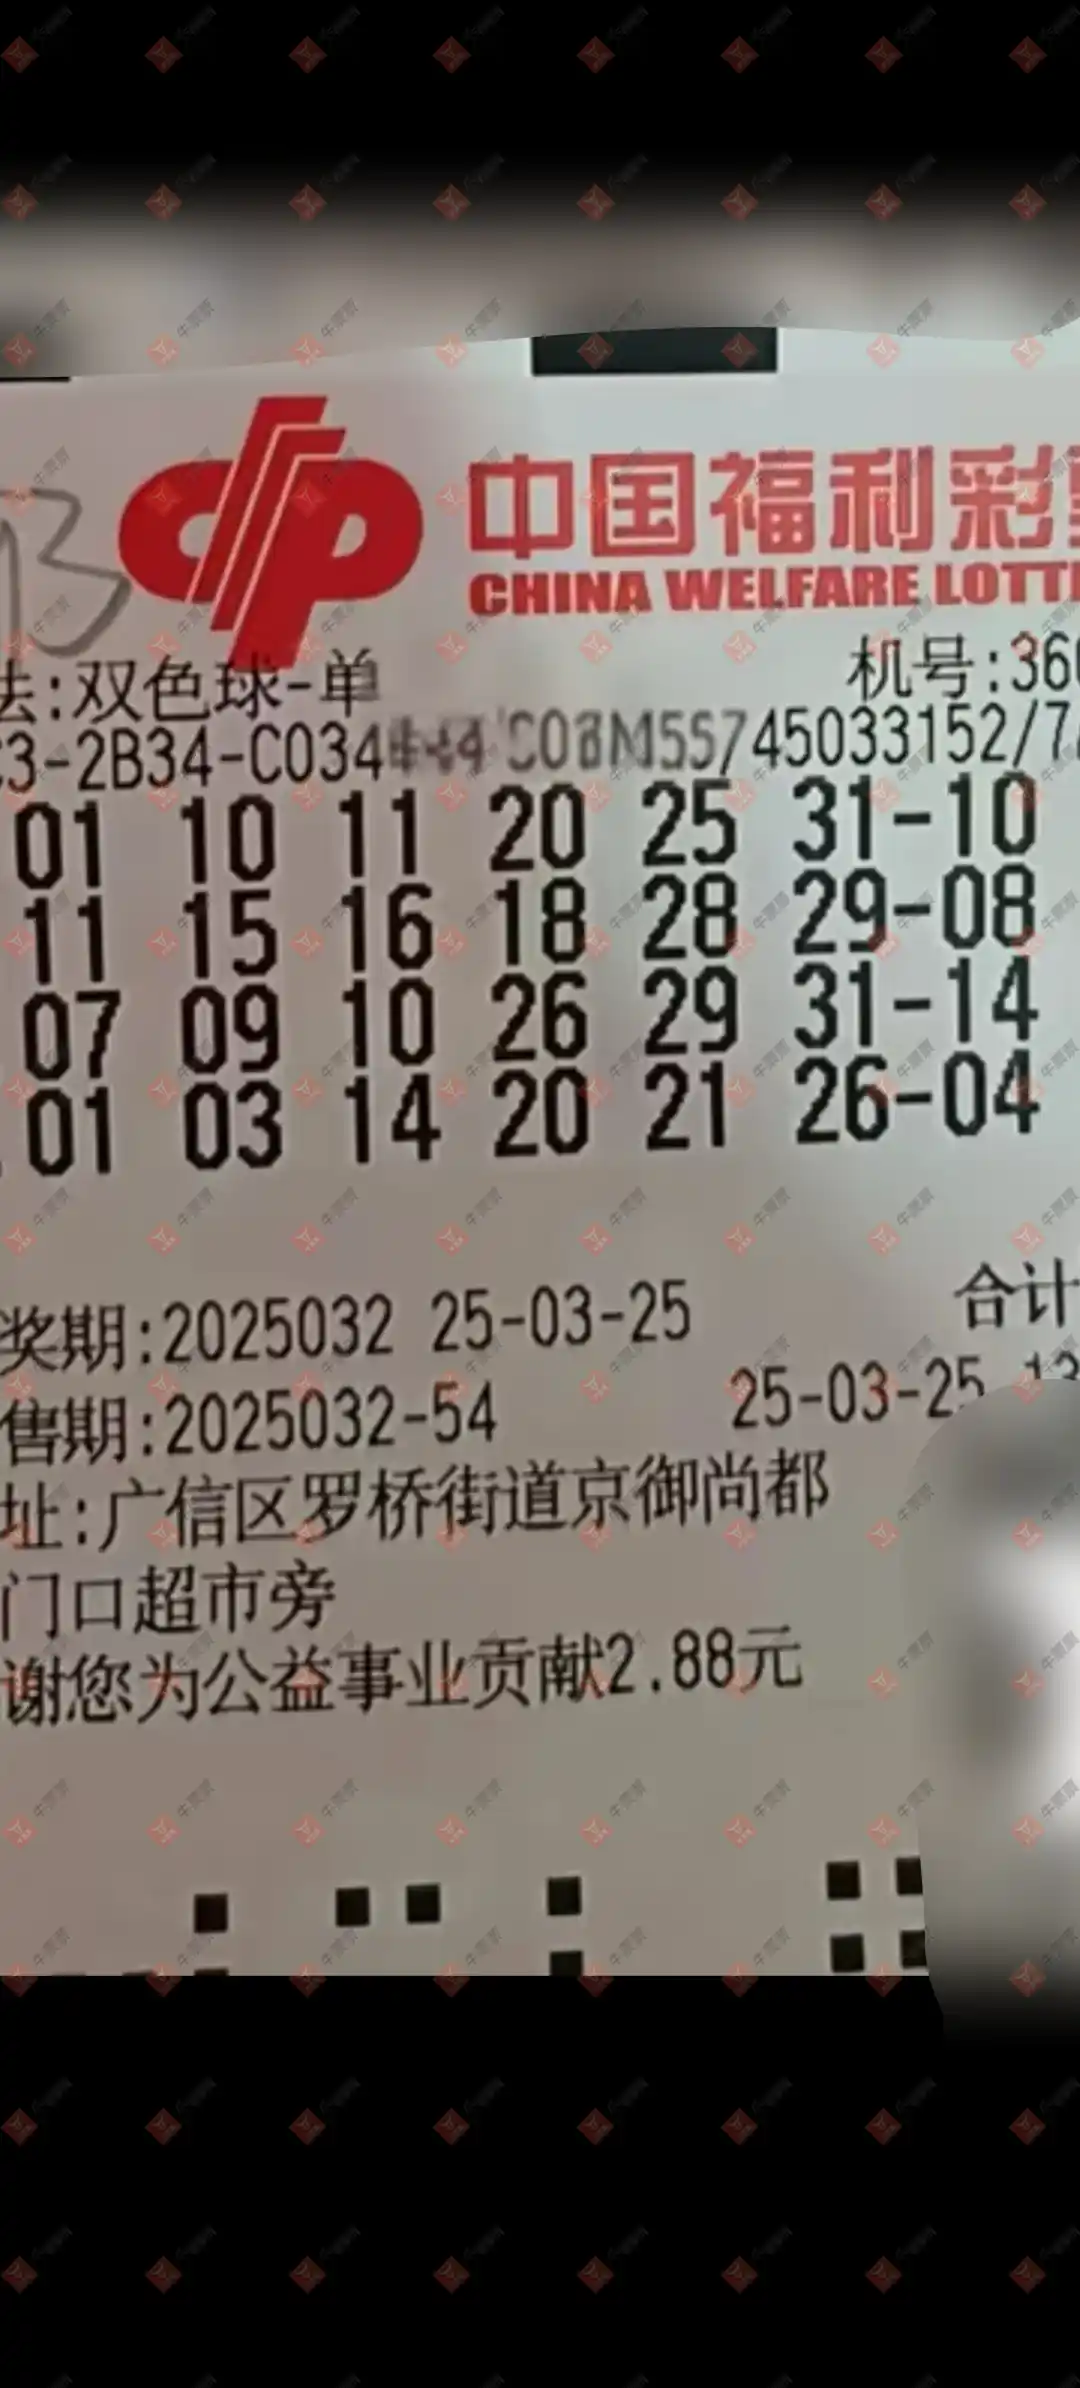 中国福利彩
CHINA WELFARE LOTT
法:双色球-单
机号:360
C3-2B34-C034 45033152/7
01 10 11 20 25 31-10
11 15 16 18 28 29-08
07 09 10 26 29 31-14
01 03 14 20 21 26-04
奖期:2025032 25-03-25
合计
售期:2025032-54
25-03-25 13
址:广信区罗桥街道京御尚都
门口超市旁
谢您为公益事业贡献2.88元